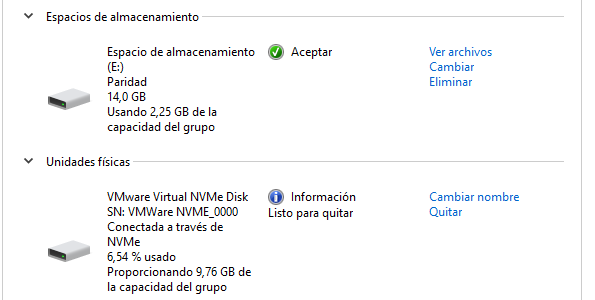 Espacios de almacenamiento
Espacio de almacenamiento
(E:)
Paridad
14,0 GB
Usando 2,25 GB de la
capacidad del grupo
Aceptar
Ver archivos
Cambiar
Eliminar
Unidades físicas
VMware Virtual NVMe Disk
SN: VMWare NVME_0000
Conectada a través de
NVMe
6,54 % usado
Proporcionando 9,76 GB de
la capacidad del grupo
Información
Listo para quitar
Cambiar nombre
Quitar